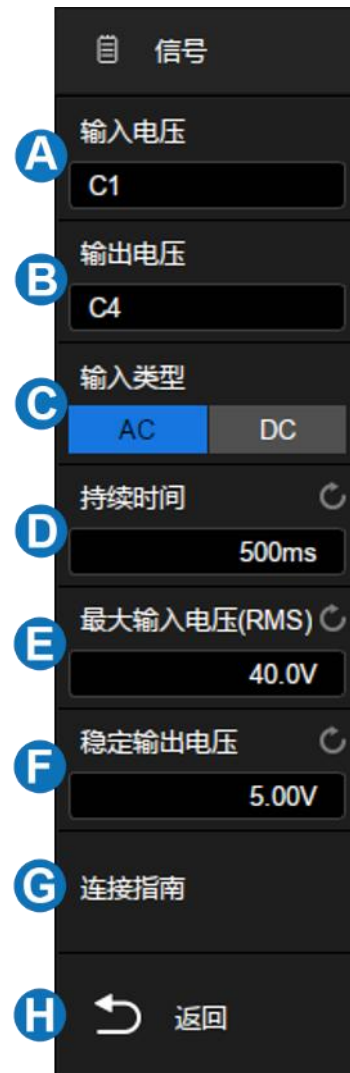 信号
A
输入电压
C1
B
输出电压
C4
C
输入类型
AC DC
D
持续时间
500ms
E
最大输入电压(RMS)
40.0V
F
稳定输出电压
5.00V
G
连接指南
H
返回